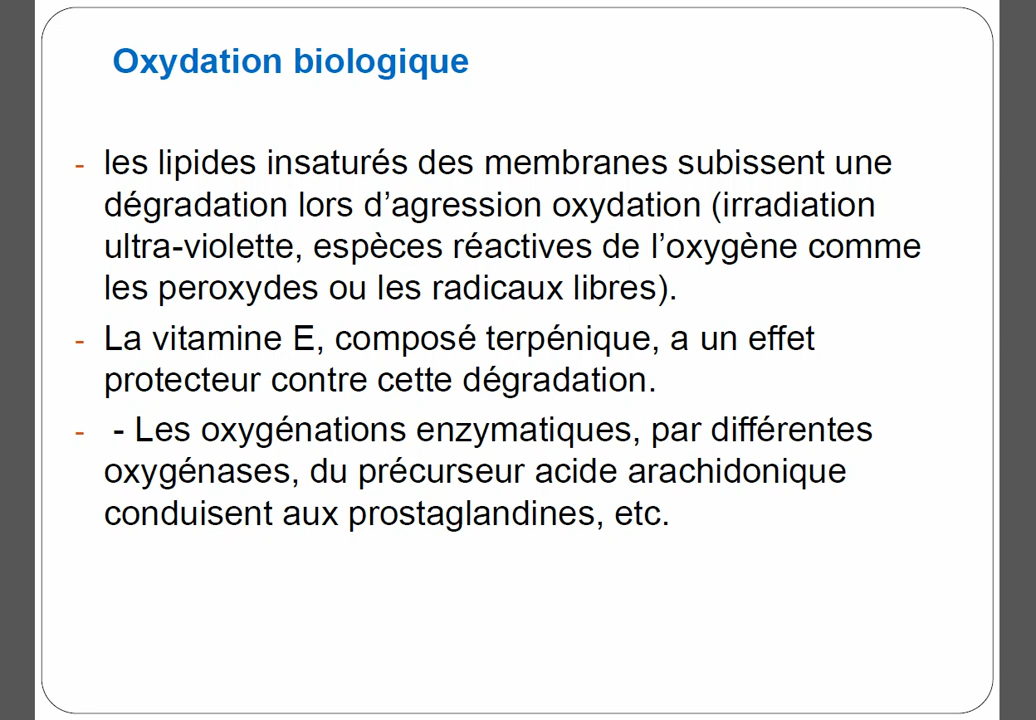 Oxydation biologique
- les lipides insaturés des membranes subissent une
dégradation lors d’agression oxydation (irradiation
ultra-violette, espèces réactives de l’oxygène comme
les peroxydes ou les radicaux libres).
- La vitamine E, composé terpénique, a un effet
protecteur contre cette dégradation.
- - Les oxygénations enzymatiques, par différentes
oxygénases, du précurseur acide arachidonique
conduisent aux prostaglandines, etc.